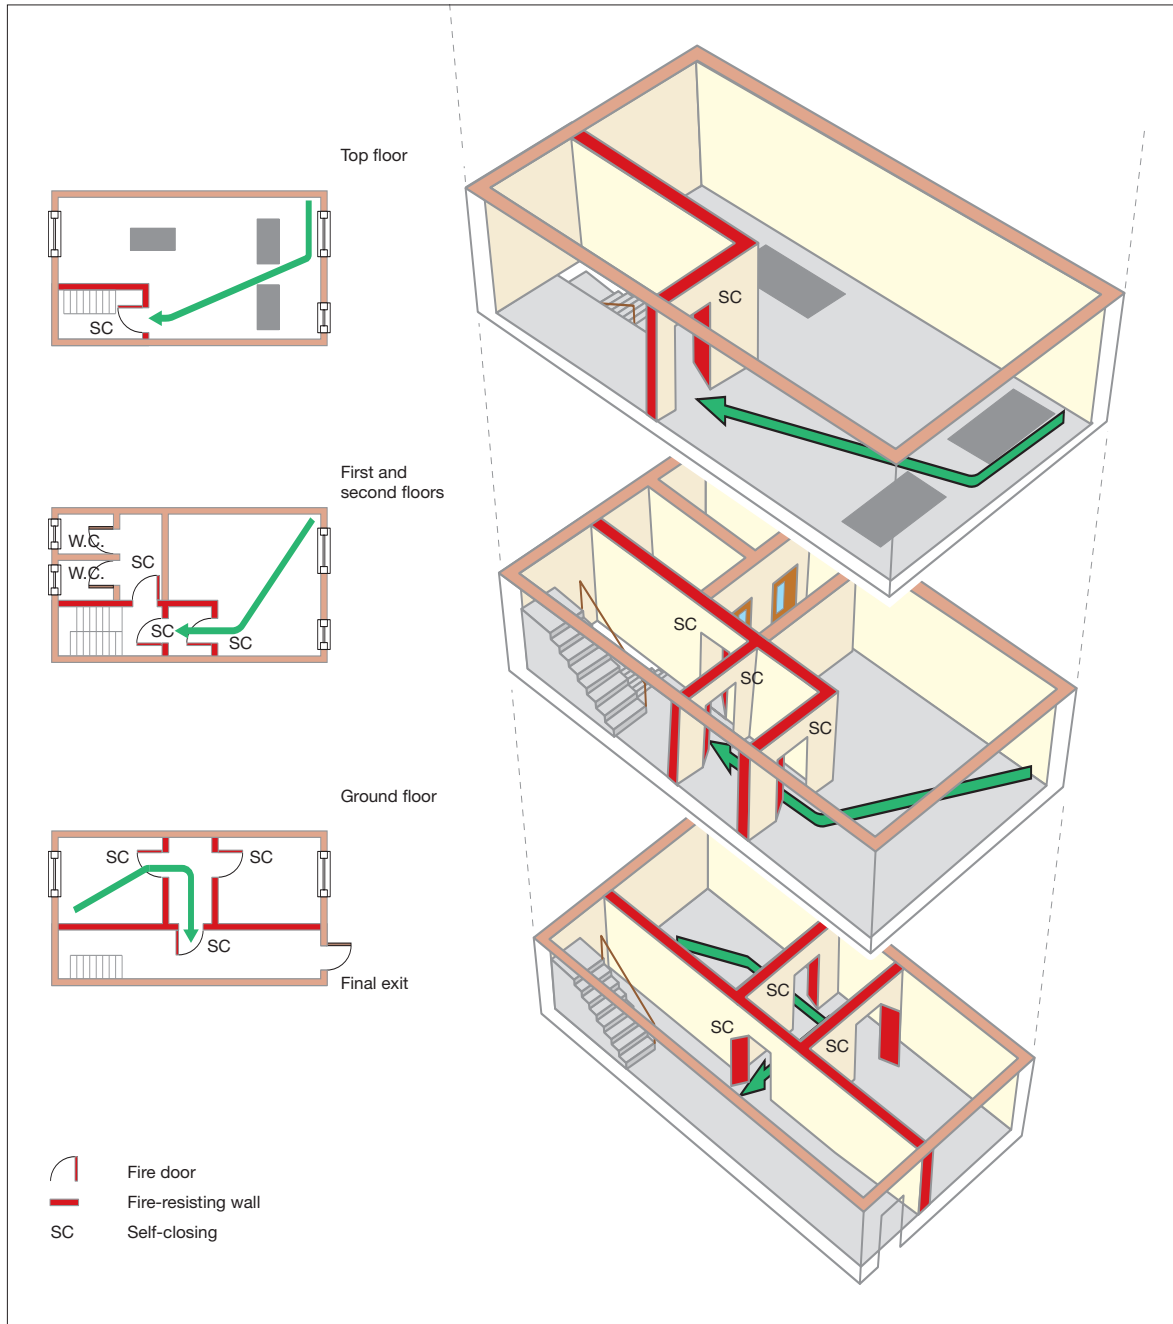 Top floor
SC
SC
First and
second floors
W.C.
SC
W.C.
SC
SC
SC
SC
SC
Ground floor
SC
SC
SC
Final exit
SC
SC
SC
Fire door
Fire-resisting wall
SC
Self-closing